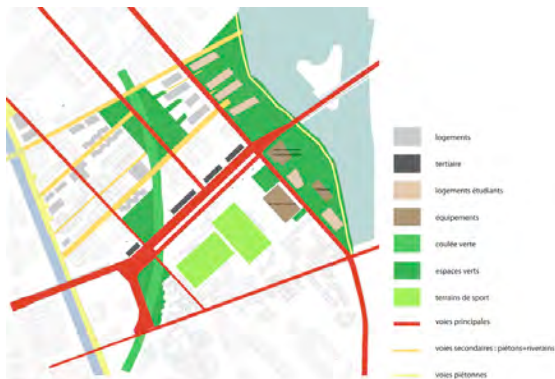 logements
tertiaire
logements étudiants
équipements
coulée verte
espaces verts
terrains de sport
voies principales
voies secondaires : piétons+riverains
voies piétonnes